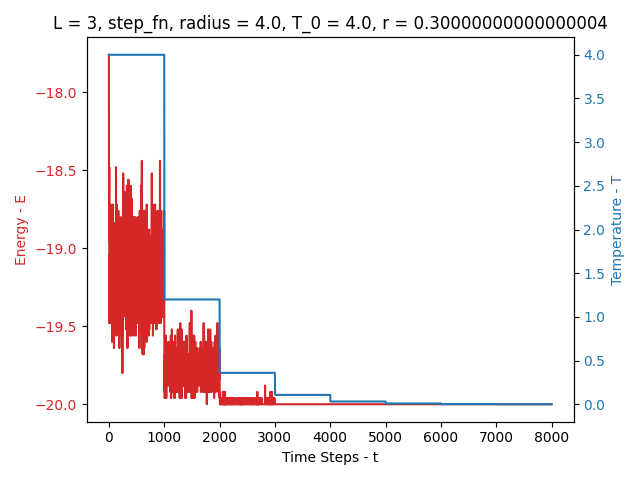 L = 3, step_fn, radius = 4.0, T_0 = 4.0, r = 0.30000000000000004
−18.0
−18.5
−19.0
−19.5
−20.0
Energy - E
4.0
3.5
3.0
2.5
2.0
1.5
1.0
0.5
0.0
Temperature - T
0 1000 2000 3000 4000 5000 6000 7000 8000
Time Steps - t